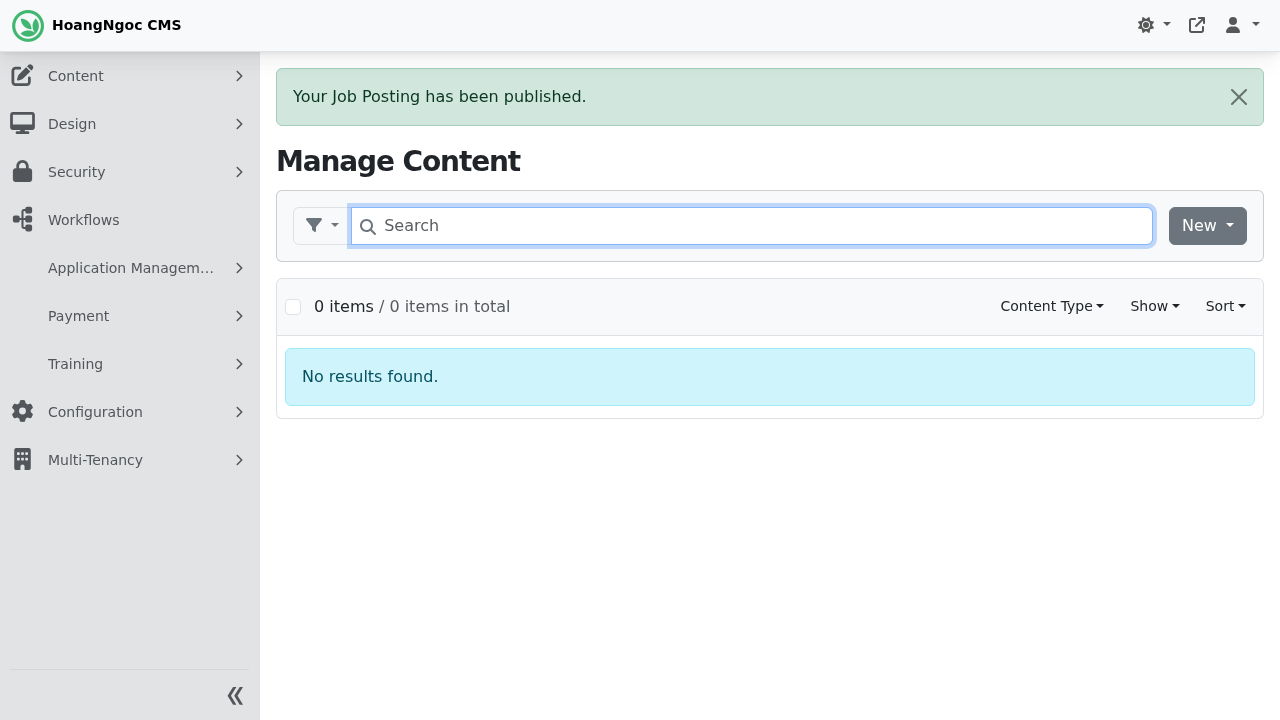 HoangNgoc CMS
Content
Design
Security
Workflows
Application Managem…
Payment
Training
Configuration
Multi-Tenancy
Your Job Posting has been published.
Manage Content
Search
New
0 items / 0 items in total
Content Type
Show
Sort
No results found.